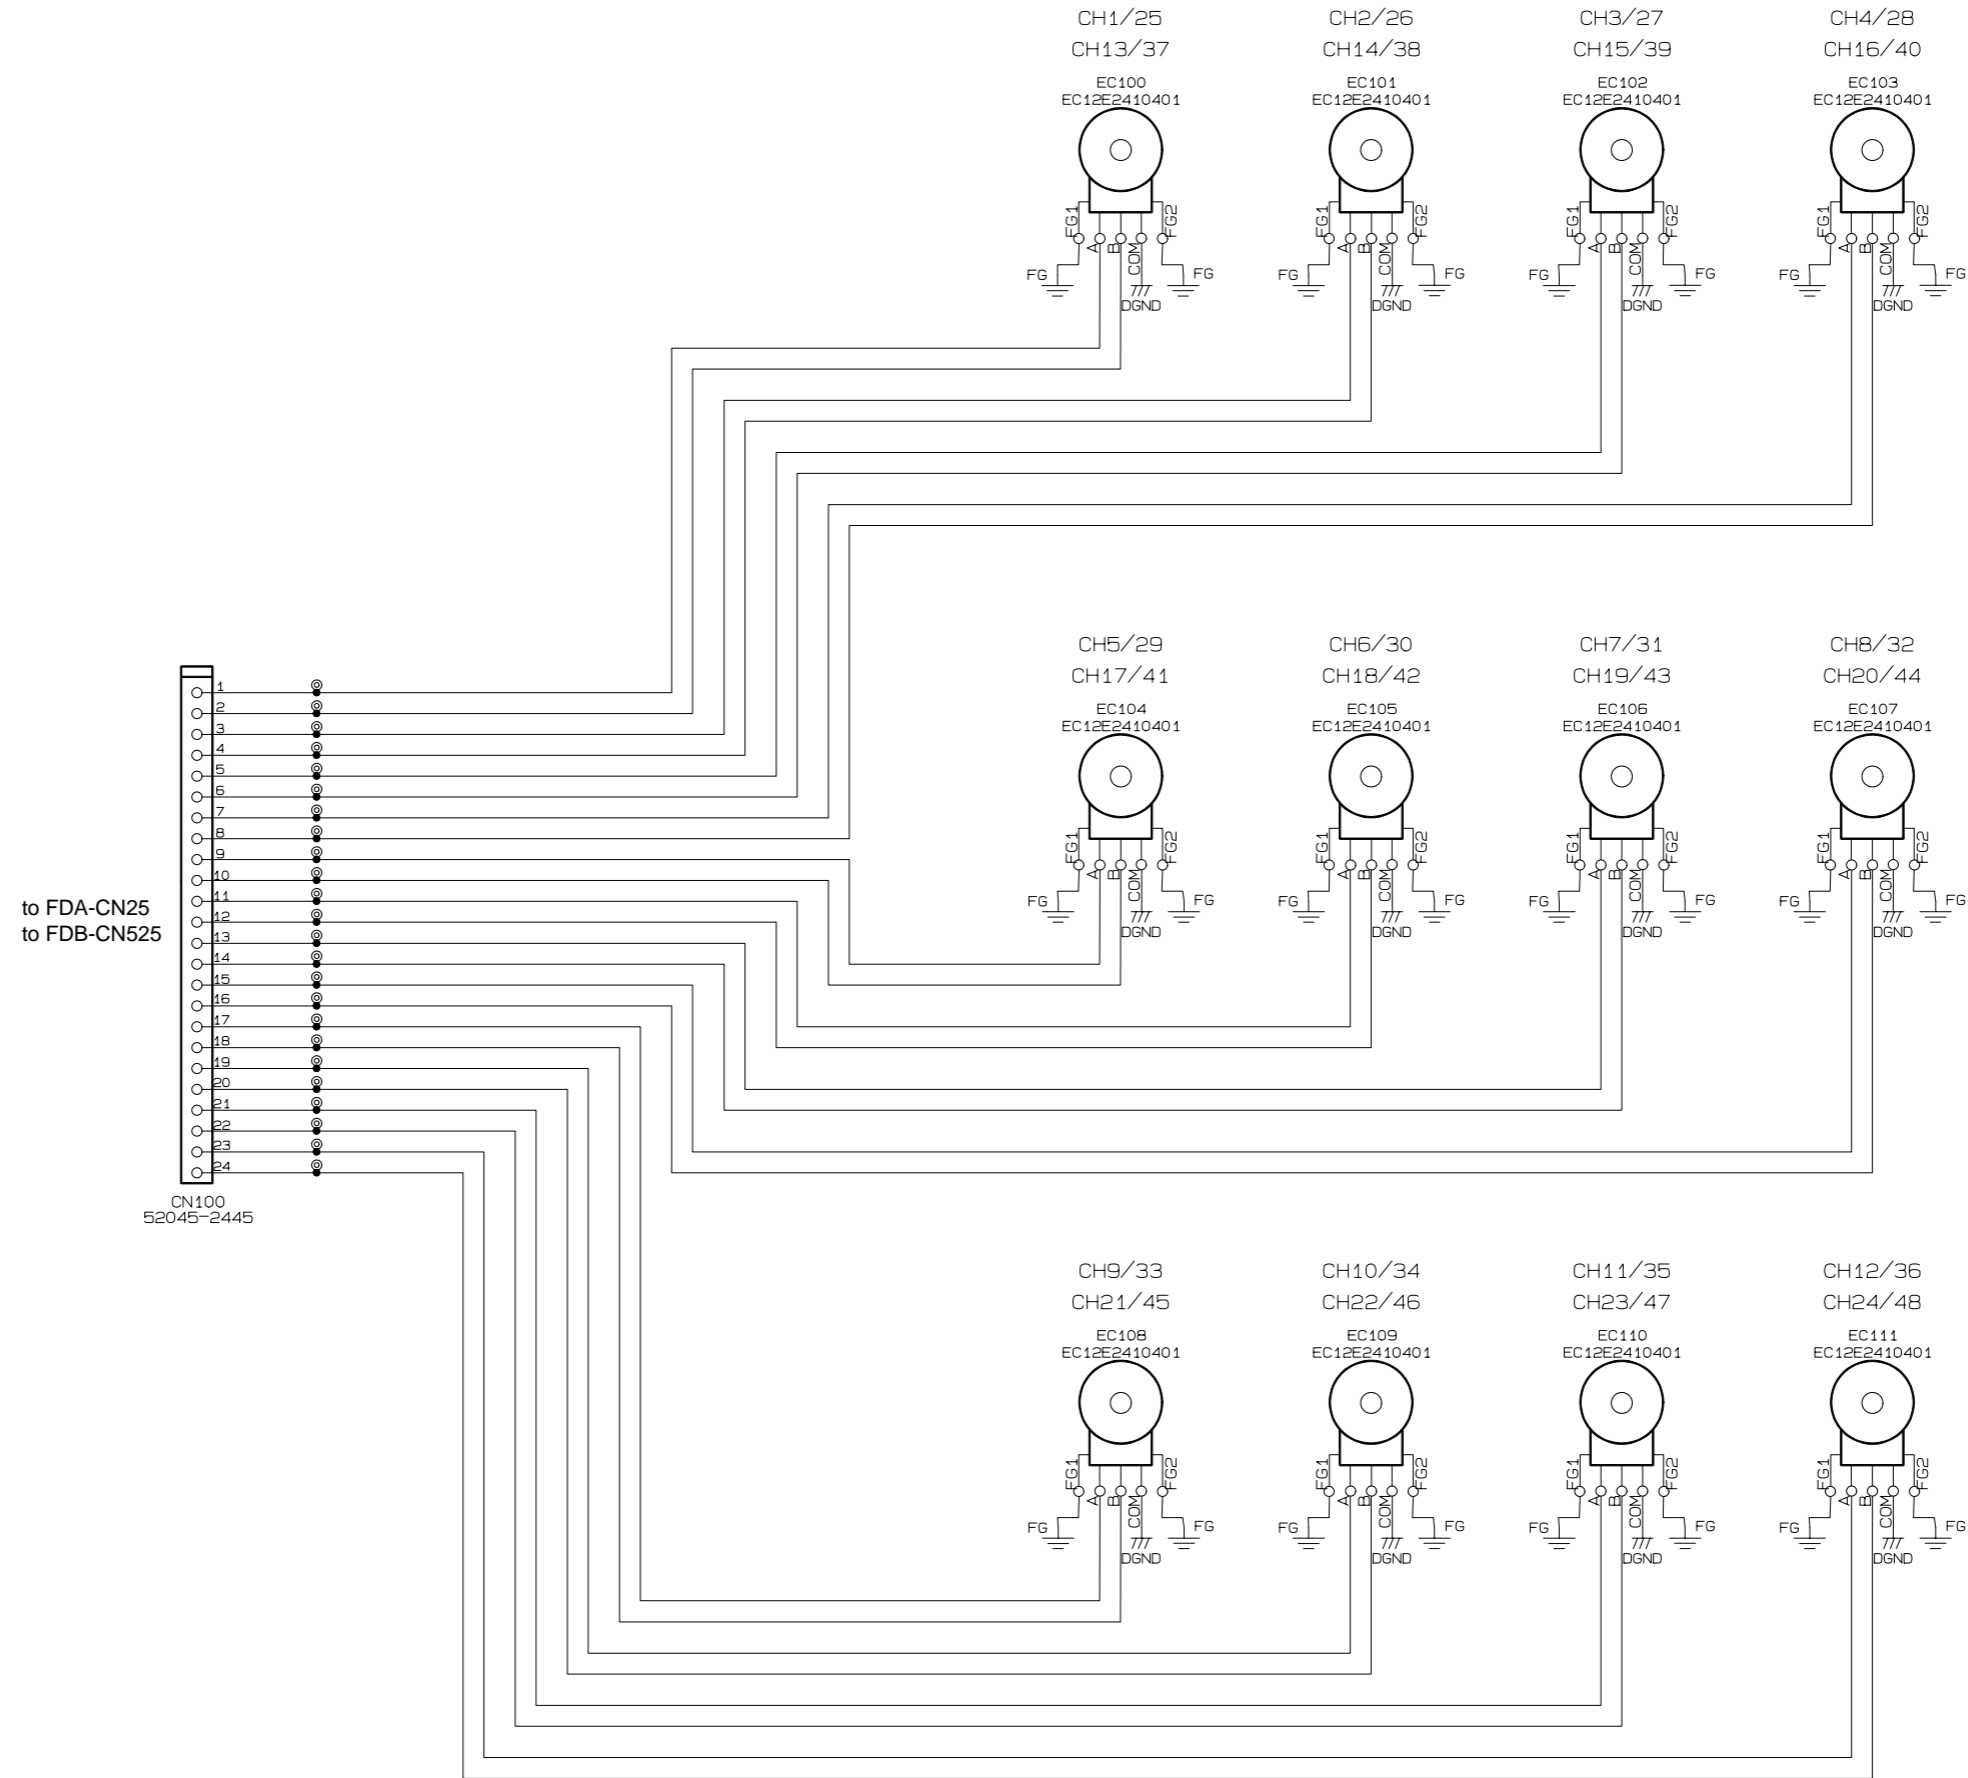 CH1/25 CH2/26 CH3/27 CH4/28
CH13/37 CH14/38 CH15/39 CH16/40
EC100 EC101 EC102 EC103
EC12E2410401 EC12E2410401 EC12E2410401 EC12E2410401
FG1 A B COM FG2 FG1 A B COM FG2 FG1 A B COM FG2 FG1 A B COM FG2
FG FG FG FG FG FG FG FG
DGND DGND DGND DGND
CH5/29 CH6/30 CH7/31 CH8/32
CH17/41 CH18/42 CH19/43 CH20/44
EC104 EC105 EC106 EC107
EC12E2410401 EC12E2410401 EC12E2410401 EC12E2410401
FG1 A B COM FG2 FG1 A B COM FG2 FG1 A B COM FG2 FG1 A B COM FG2
FG FG FG FG FG FG FG FG
DGND DGND DGND DGND
1
2
3
4
5
6
7
8
9
10
11
12
13
14
15
16
17
18
19
20
21
22
23
24
to FDA-CN25
to FDB-CN525
CN100
52045-2445
CH9/33 CH10/34 CH11/35 CH12/36
CH21/45 CH22/46 CH23/47 CH24/48
EC108 EC109 EC110 EC111
EC12E2410401 EC12E2410401 EC12E2410401 EC12E2410401
FG1 A B COM FG2 FG1 A B COM FG2 FG1 A B COM FG2 FG1 A B COM FG2
FG FG FG FG FG FG FG FG
DGND DGND DGND DGND